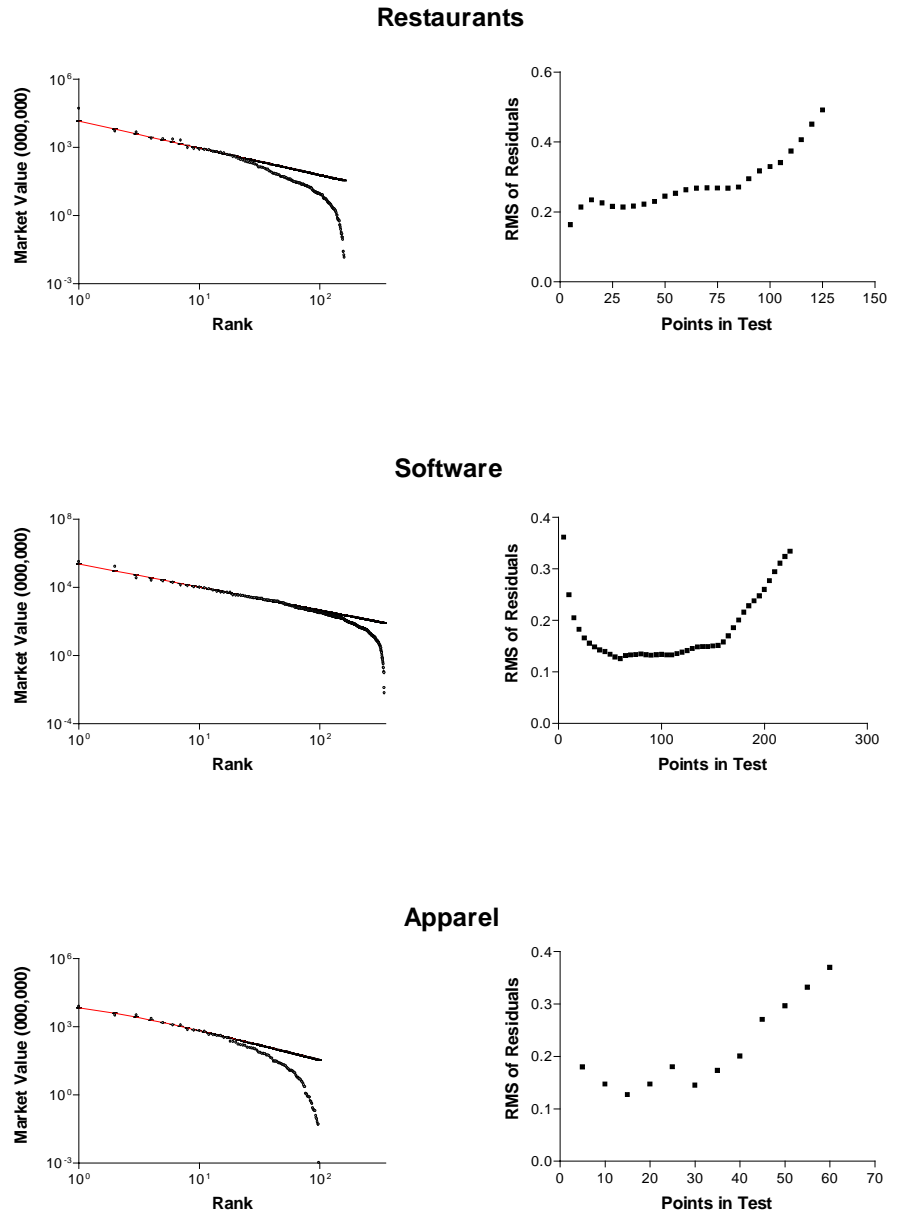 Restaurants
Market Value (000,000)
10^6
10^3
10^0
10^-3
10^0
10^1
10^2
Rank
RMS of Residuals
0.6
0.4
0.2
0.0
0 25 50 75 100 125 150
Points in Test
Software
Market Value (000,000)
10^8
10^4
10^0
10^-4
10^0
10^1
10^2
Rank
RMS of Residuals
0.4
0.3
0.2
0.1
0.0
0 100 200 300
Points in Test
Apparel
Market Value (000,000)
10^6
10^3
10^0
10^-3
10^0
10^1
10^2
Rank
RMS of Residuals
0.4
0.3
0.2
0.1
0.0
0 10 20 30 40 50 60 70
Points in Test